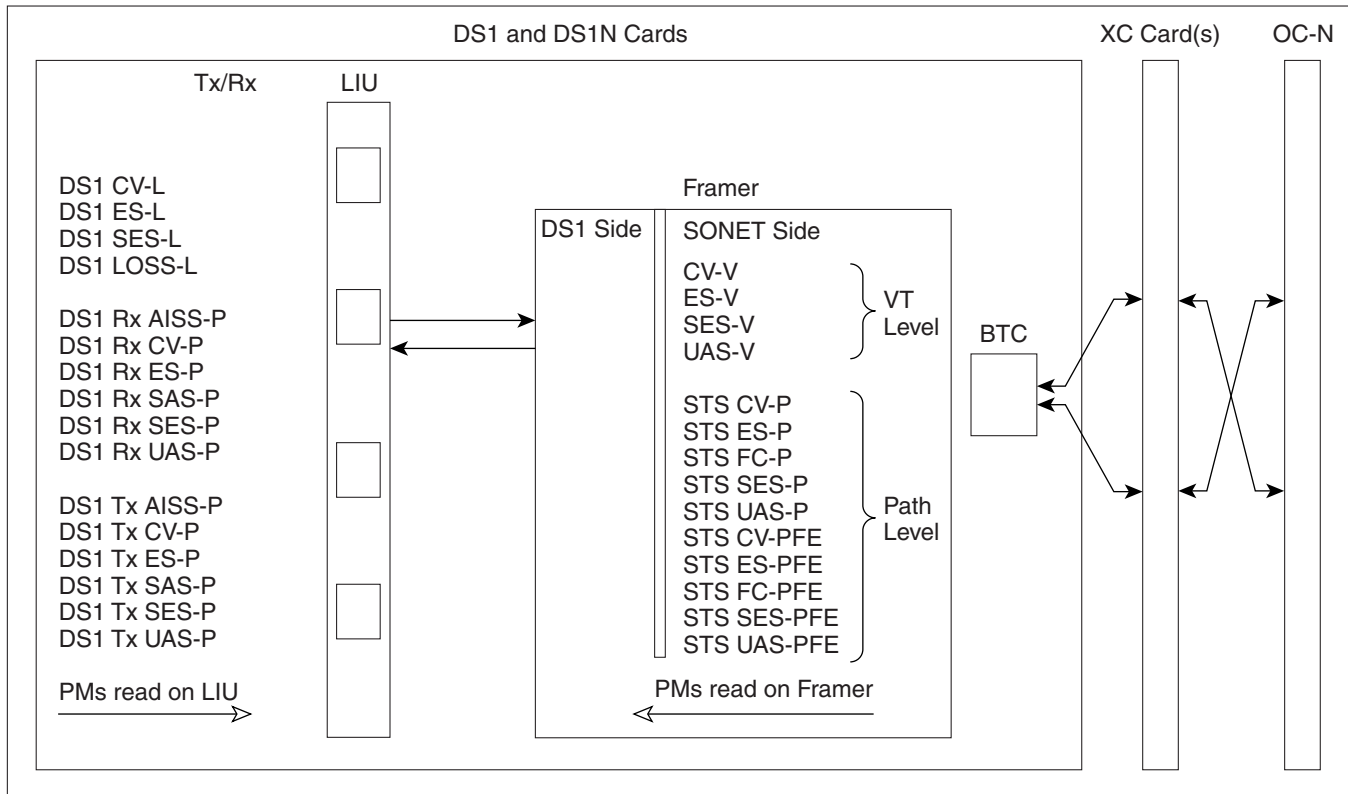 DS1 and DS1N Cards
XC Card(s)
OC-N
Tx/Rx
LIU
DS1 CV-L
DS1 ES-L
DS1 SES-L
DS1 LOSS-L
DS1 Rx AISS-P
DS1 Rx CV-P
DS1 Rx ES-P
DS1 Rx SAS-P
DS1 Rx SES-P
DS1 Rx UAS-P
DS1 Tx AISS-P
DS1 Tx CV-P
DS1 Tx ES-P
DS1 Tx SAS-P
DS1 Tx SES-P
DS1 Tx UAS-P
PMs read on LIU
Framer
DS1 Side
SONET Side
CV-V
ES-V
SES-V
UAS-V
VT
Level
STS CV-P
STS ES-P
STS FC-P
STS SES-P
STS UAS-P
STS CV-PFE
STS ES-PFE
STS FC-PFE
STS SES-PFE
STS UAS-PFE
Path
Level
PMs read on Framer
BTC